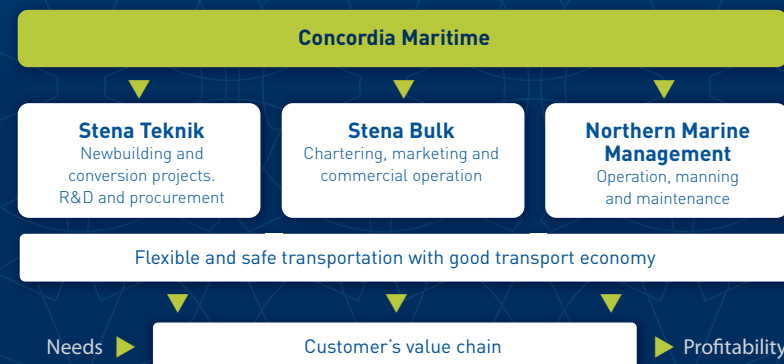 Concordia Maritime
Stena Teknik
Newbuilding and
conversion projects.
R&D and procurement
Stena Bulk
Chartering, marketing and
commercial operation
Northern Marine
Management
Operation, manning
and maintenance
Flexible and safe transportation with good transport economy
Needs
Customer’s value chain
Profitability